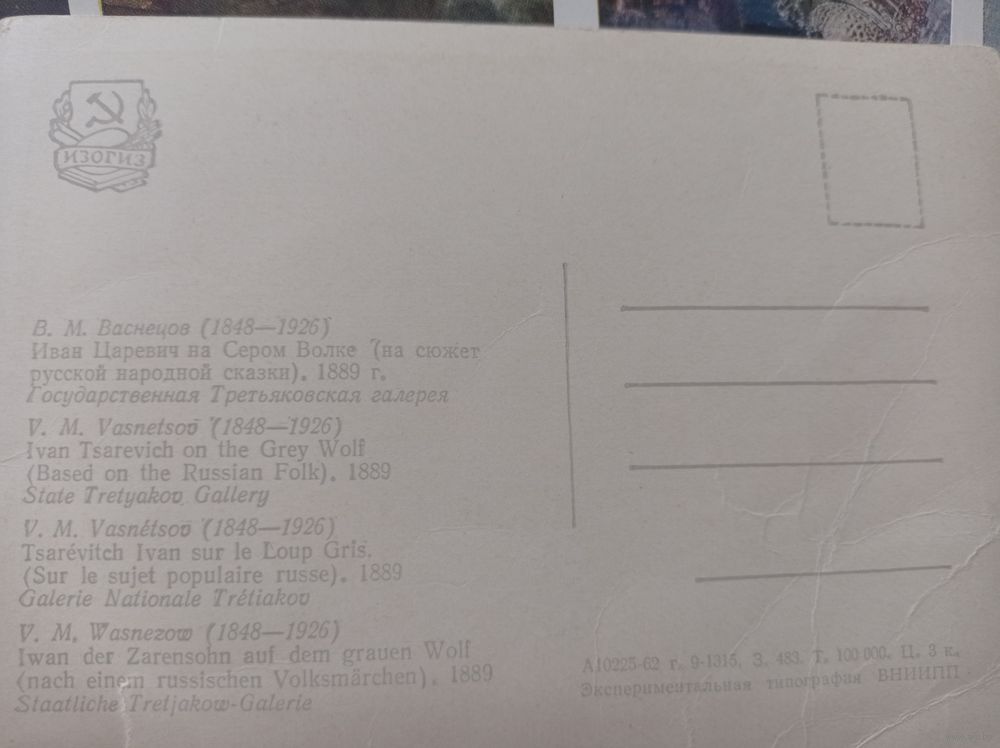 ИЗОГИЗ
В. М. Васнецов (1848—1926)
Иван Царевич на Сером Волке (на сюжет
русской народной сказки). 1889 г.
Государственная Третьяковская галерея
V. M. Vasnetsov (1848—1926)
Ivan Tsarevich on the Grey Wolf
(Based on the Russian Folk). 1889
State Tretyakov Gallery
V. M. Vasnétsov (1848—1926)
Tsarévitch Ivan sur le Loup Gris.
(Sur le sujet populaire russe). 1889
Galerie Nationale Trétiakov
V. M. Wasnezow (1848—1926)
Iwan der Zarensohn auf dem grauen Wolf
(nach einem russischen Volksmärchen). 1889
Staatliche Tretjakow-Galerie
А10225-62 г. 9-1315. З. 483. Т. 100 000. Ц. 3 к.
Экспериментальная типография ВНИИПП